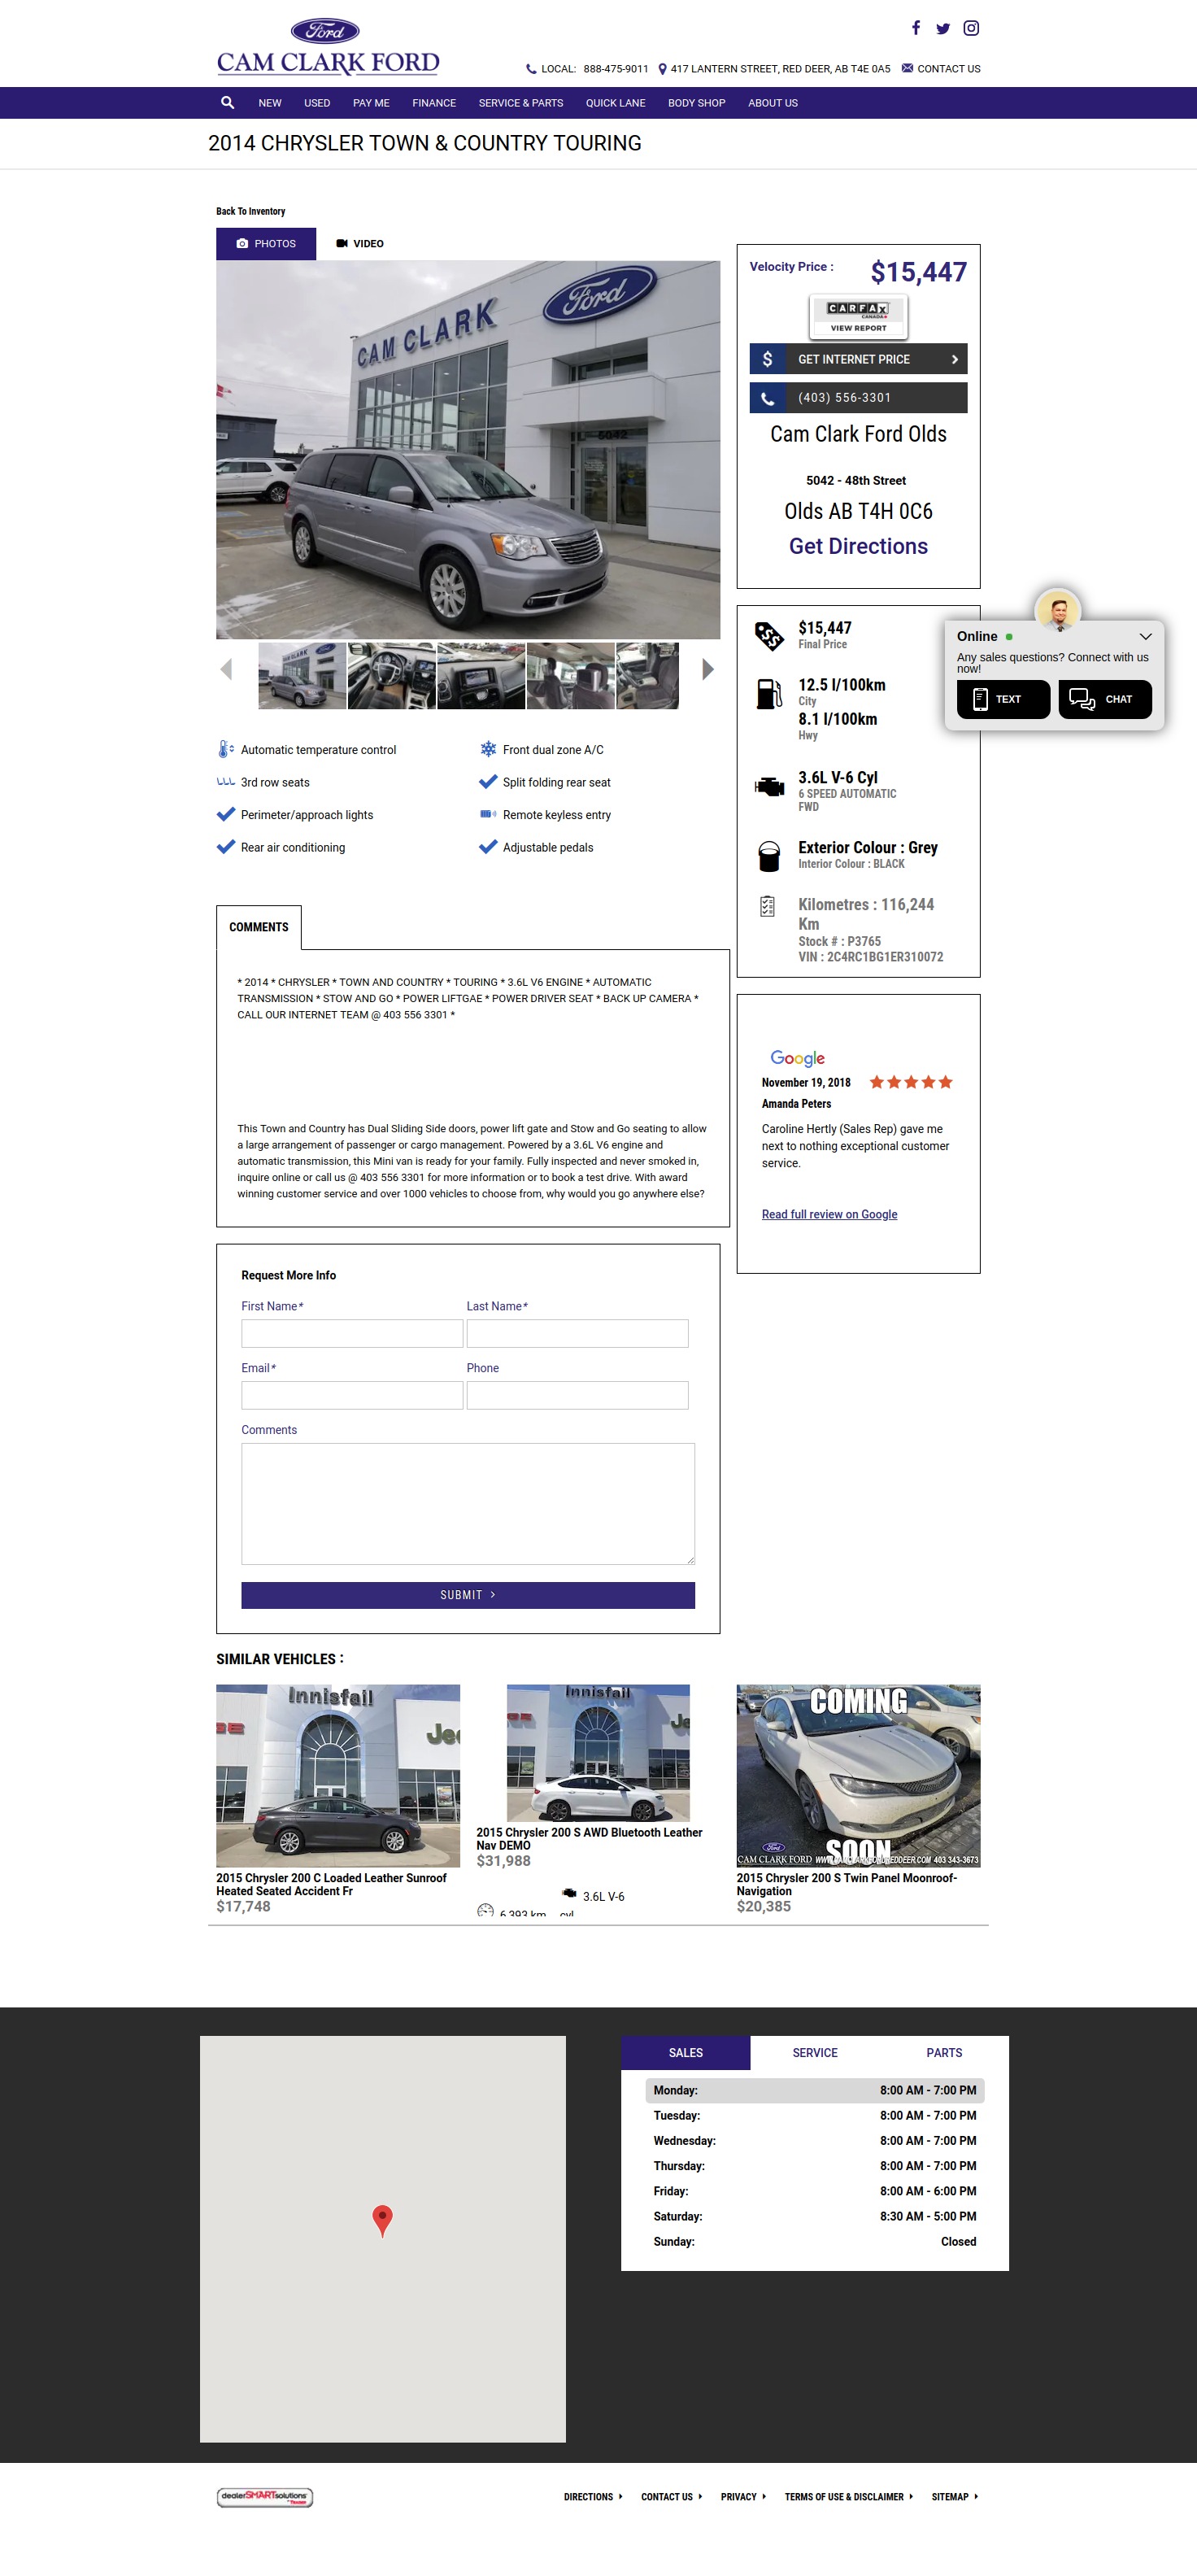 Ford
CAM CLARK FORD
LOCAL: 888-475-9011 417 LANTERN STREET, RED DEER, AB T4E 0A5 CONTACT US
NEW USED PAY ME FINANCE SERVICE & PARTS QUICK LANE BODY SHOP ABOUT US
2014 CHRYSLER TOWN & COUNTRY TOURING
Back To Inventory
PHOTOS VIDEO
CAM CLARK
Ford
5042
Velocity Price : $15,447
CARFAX
CANADA
VIEW REPORT
$ GET INTERNET PRICE
(403) 556-3301
Cam Clark Ford Olds
5042 - 48th Street
Olds AB T4H 0C6
Get Directions
$15,447
Final Price
12.5 l/100km
City
8.1 l/100km
Hwy
3.6L V-6 Cyl
6 SPEED AUTOMATIC
FWD
Exterior Colour : Grey
Interior Colour : BLACK
Kilometres : 116,244
Km
Stock # : P3765
VIN : 2C4RC1BG1ER310072
Online
Any sales questions? Connect with us
now!
TEXT CHAT
Automatic temperature control Front dual zone A/C
3rd row seats Split folding rear seat
Perimeter/approach lights Remote keyless entry
Rear air conditioning Adjustable pedals
COMMENTS
* 2014 * CHRYSLER * TOWN AND COUNTRY * TOURING * 3.6L V6 ENGINE * AUTOMATIC
TRANSMISSION * STOW AND GO * POWER LIFTGAE * POWER DRIVER SEAT * BACK UP CAMERA *
CALL OUR INTERNET TEAM @ 403 556 3301 *
This Town and Country has Dual Sliding Side doors, power lift gate and Stow and Go seating to allow
a large arrangement of passenger or cargo management. Powered by a 3.6L V6 engine and
automatic transmission, this Mini van is ready for your family. Fully inspected and never smoked in,
inquire online or call us @ 403 556 3301 for more information or to book a test drive. With award
winning customer service and over 1000 vehicles to choose from, why would you go anywhere else?
Google
November 19, 2018
Amanda Peters
Caroline Hertly (Sales Rep) gave me
next to nothing exceptional customer
service.
Read full review on Google
Request More Info
First Name* Last Name*
Email* Phone
Comments
SUBMIT
SIMILAR VEHICLES :
Innisfail
Je
2015 Chrysler 200 C Loaded Leather Sunroof
Heated Seated Accident Fr
$17,748
Innisfail
Je
2015 Chrysler 200 S AWD Bluetooth Leather
Nav DEMO
$31,988
3.6L V-6
6,393 km cyl
COMING
SOON
Ford
CAM CLARK FORD 403 343-3673
2015 Chrysler 200 S Twin Panel Moonroof-
Navigation
$20,385
SALES SERVICE PARTS
Monday: 8:00 AM - 7:00 PM
Tuesday: 8:00 AM - 7:00 PM
Wednesday: 8:00 AM - 7:00 PM
Thursday: 8:00 AM - 7:00 PM
Friday: 8:00 AM - 6:00 PM
Saturday: 8:30 AM - 5:00 PM
Sunday: Closed
dealerSMARTsolutions
DIRECTIONS CONTACT US PRIVACY TERMS OF USE & DISCLAIMER SITEMAP